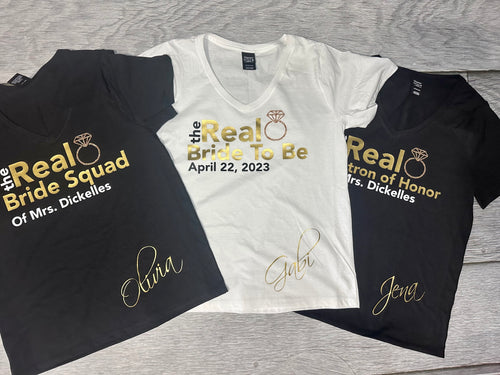 the Real
Bride Squad
Of Mrs. Dickelles
Olivia
the Real
Bride To Be
April 22, 2023
Gabi
Real
tron of Honor
Mrs. Dickelles
Jena